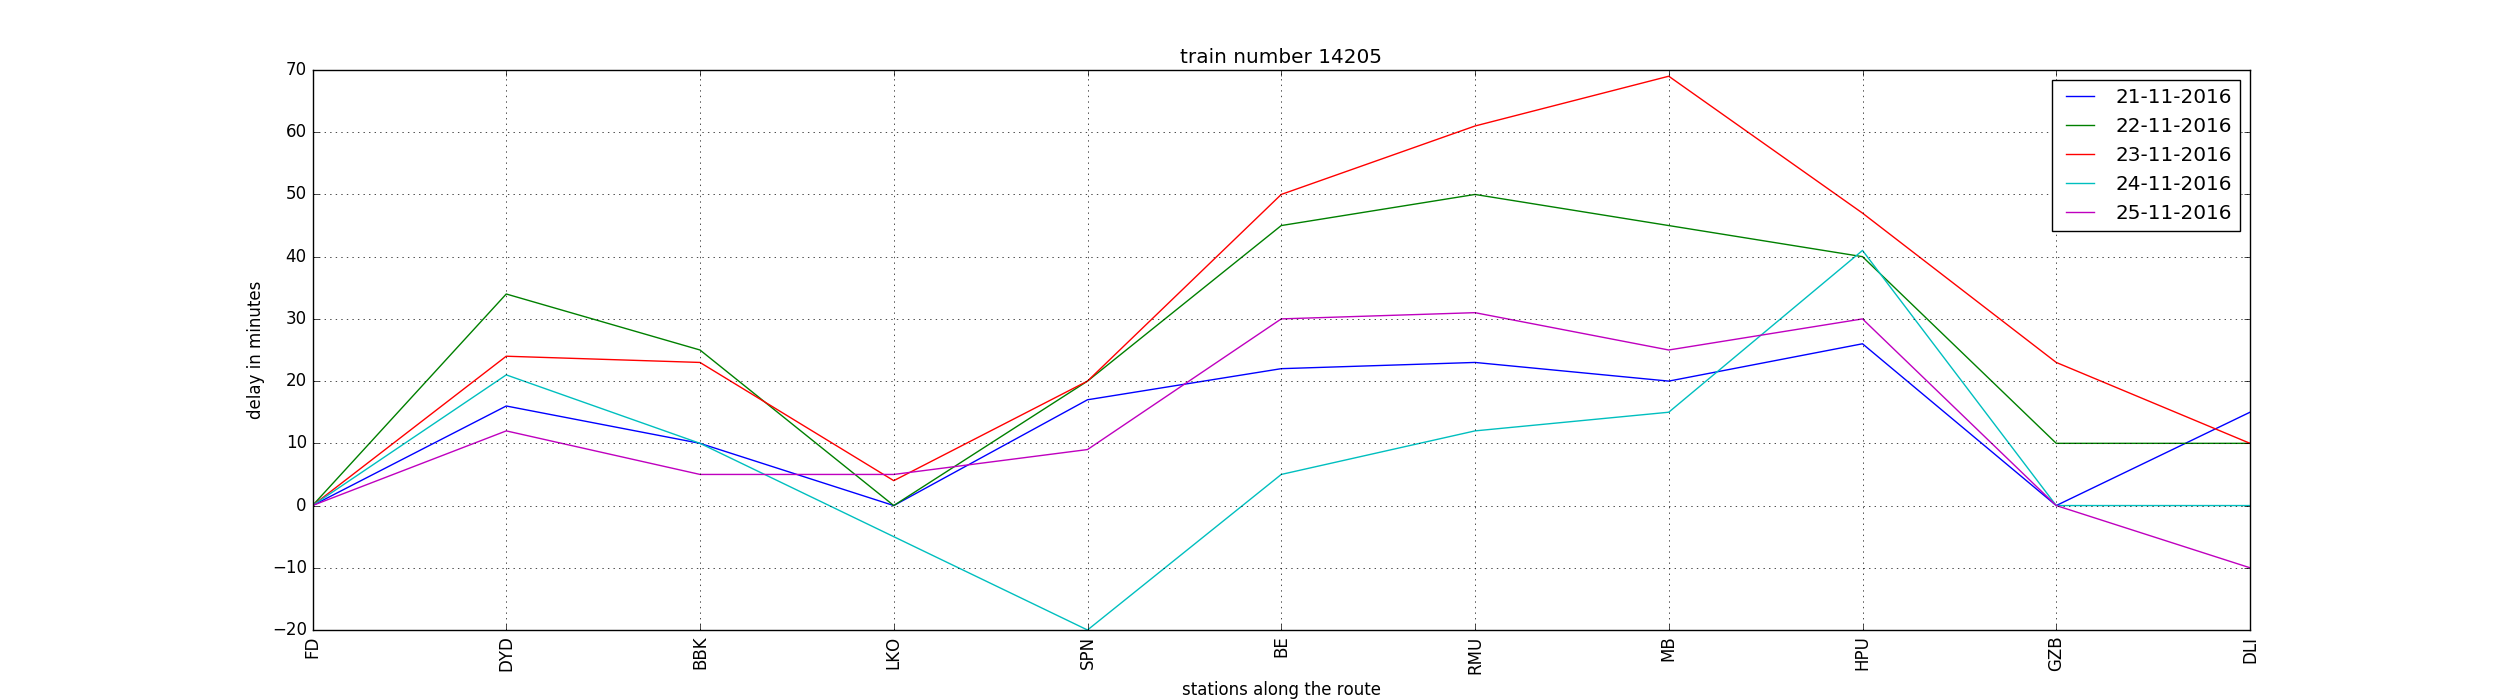 train number 14205
70
60
50
40
30
20
10
0
−10
−20
delay in minutes
21-11-2016
22-11-2016
23-11-2016
24-11-2016
25-11-2016
FD
DYD
BBK
LKO
SPN
BE
RMU
MB
HPU
GZB
DLI
stations along the route